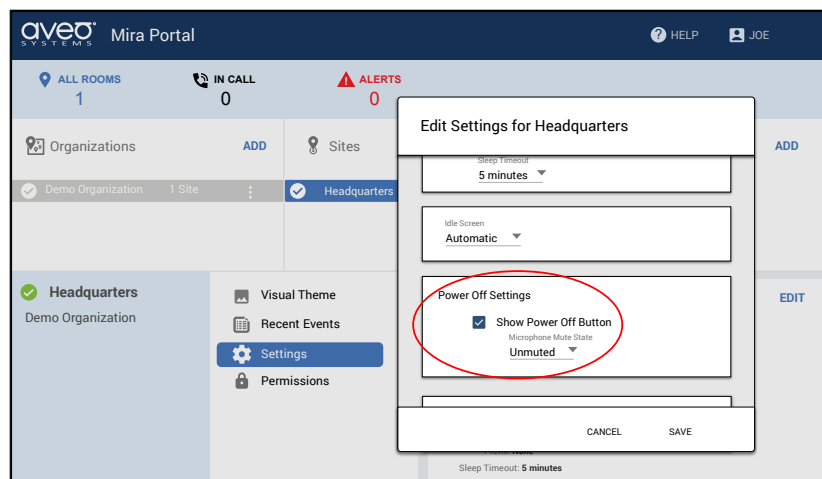 aveo
SYSTEMS
Mira Portal
HELP
JOE
ALL ROOMS
1
IN CALL
0
ALERTS
0
Organizations
ADD
Sites
ADD
Demo Organization
1 Site
Headquarters
Edit Settings for Headquarters
Sleep Timeout
5 minutes
Idle Screen
Automatic
Power Off Settings
Show Power Off Button
Microphone Mute State
Unmuted
CANCEL
SAVE
Headquarters
Demo Organization
Visual Theme
Recent Events
Settings
Permissions
EDIT
None
Sleep Timeout: 5 minutes